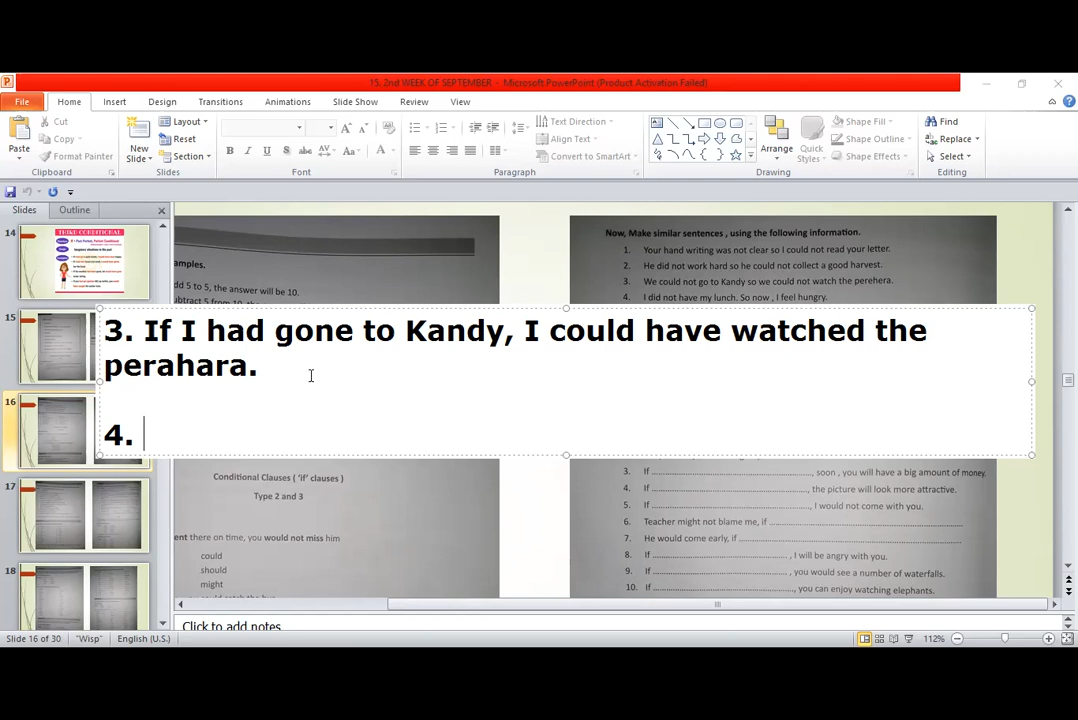 15. 2nd WEEK OF SEPTEMBER - Microsoft PowerPoint (Product Activation Failed)
File Home Insert Design Transitions Animations Slide Show Review View
Paste
Cut
Copy
Format Painter
Clipboard
New Slide
Layout
Reset
Section
Slides
Font
Paragraph
Text Direction
Align Text
Convert to SmartArt
Arrange
Quick Styles
Shape Fill
Shape Outline
Shape Effects
Drawing
Find
Replace
Select
Editing
Slides Outline
14
THIRD CONDITIONAL
15
16
17
18
amples.
dd 5 to 5, the answer will be 10.
Now, Make similar sentences , using the following information.
1. Your hand writing was not clear so I could not read your letter.
2. He did not work hard so he could not collect a good harvest.
3. We could not go to Kandy so we could not watch the perahera.
4. I did not have my lunch. So now , I feel hungry.
3. If I had gone to Kandy, I could have watched the
perahara.
4.
Conditional Clauses ( 'if' clauses )
Type 2 and 3
ent there on time, you would not miss him
could
should
might
3. If ........, soon , you will have a big amount of money.
4. If ........, the picture will look more attractive.
5. If ........, I would not come with you.
6. Teacher might not blame me, if ........
7. He would come early, if ........
8. If ........, I will be angry with you.
9. If ........, you would see a number of waterfalls.
10. If ........, you can enjoy watching elephants.
Click to add notes
Slide 16 of 30 "Wisp" English (U.S.) 112%